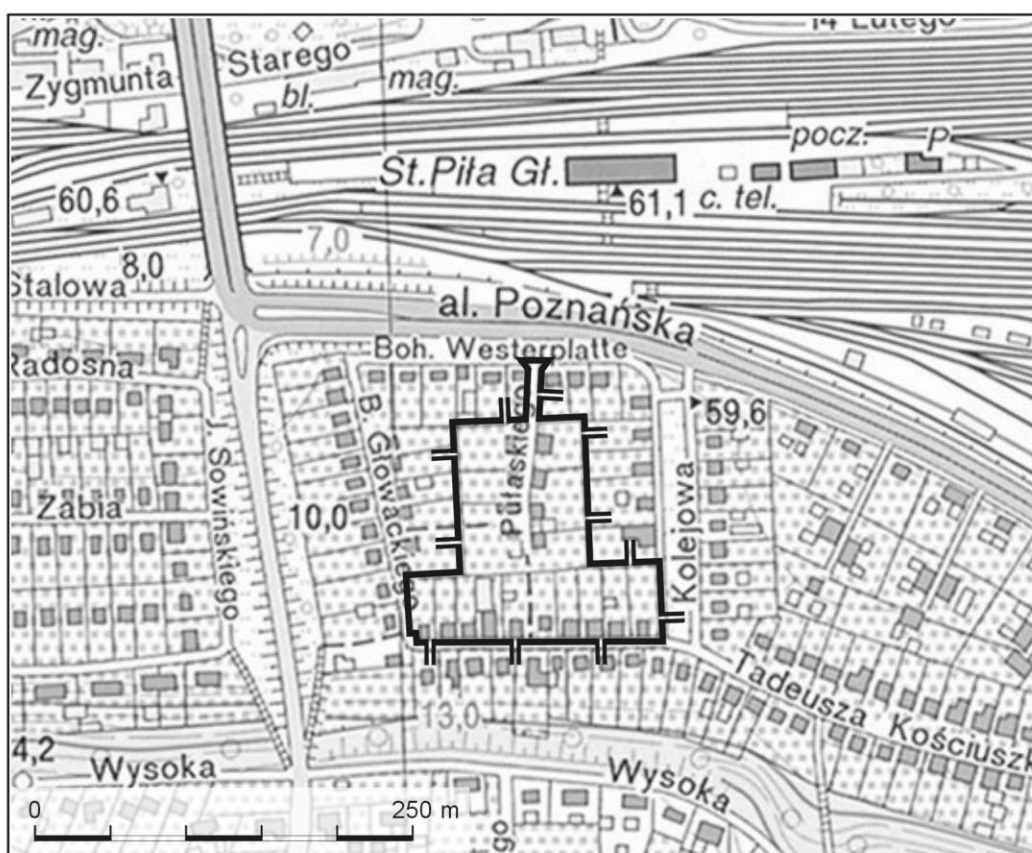 14 Lutego
mag.
Starego
Zygmunta
bl.
mag.
pocz.
P
St.Piła Gł.
60,6
61,1
c. tel.
7,0
8,0
Stalowa
al. Poznańska
Boh. Westerplatte
Radosna
B. Głowackiego
59,6
J. Sowińskiego
Pułaskiego
Żabia
10,0
Kolejowa
Tadeusza
Kościuszk
13,0
4,2
Wysoka
Wysoka
0
250 m